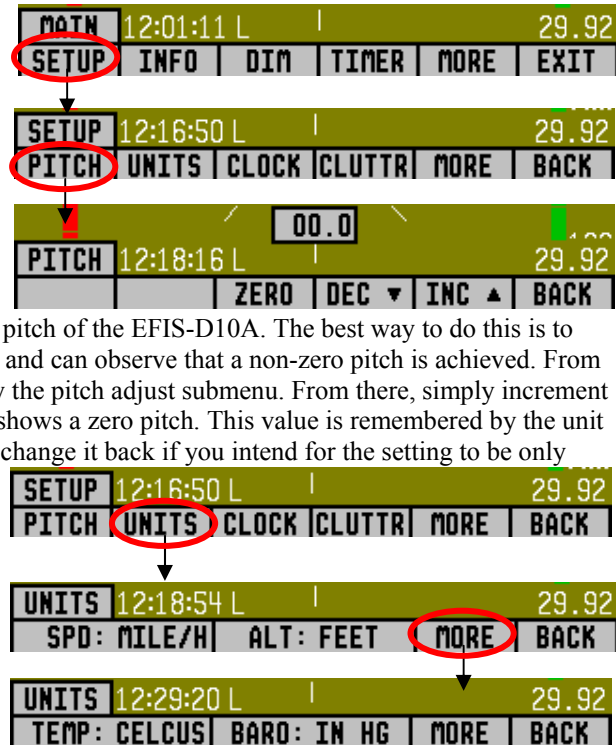 MAIN 12:01:11 L 29.92
SETUP INFO DIM TIMER MORE EXIT
SETUP 12:16:50 L 29.92
PITCH UNITS CLOCK CLUTTR MORE BACK
00.0
PITCH 12:18:16 L 29.92
ZERO DEC ▼ INC ▲ BACK
pitch of the EFIS-D10A. The best way to do this is to
and can observe that a non-zero pitch is achieved. From
the pitch adjust submenu. From there, simply increment
shows a zero pitch. This value is remembered by the unit
change it back if you intend for the setting to be only
SETUP 12:16:50 L 29.92
PITCH UNITS CLOCK CLUTTR MORE BACK
UNITS 12:18:54 L 29.92
SPD: MILE/H ALT: FEET MORE BACK
UNITS 12:29:20 L 29.92
TEMP: CELCUS BARO: IN HG MORE BACK